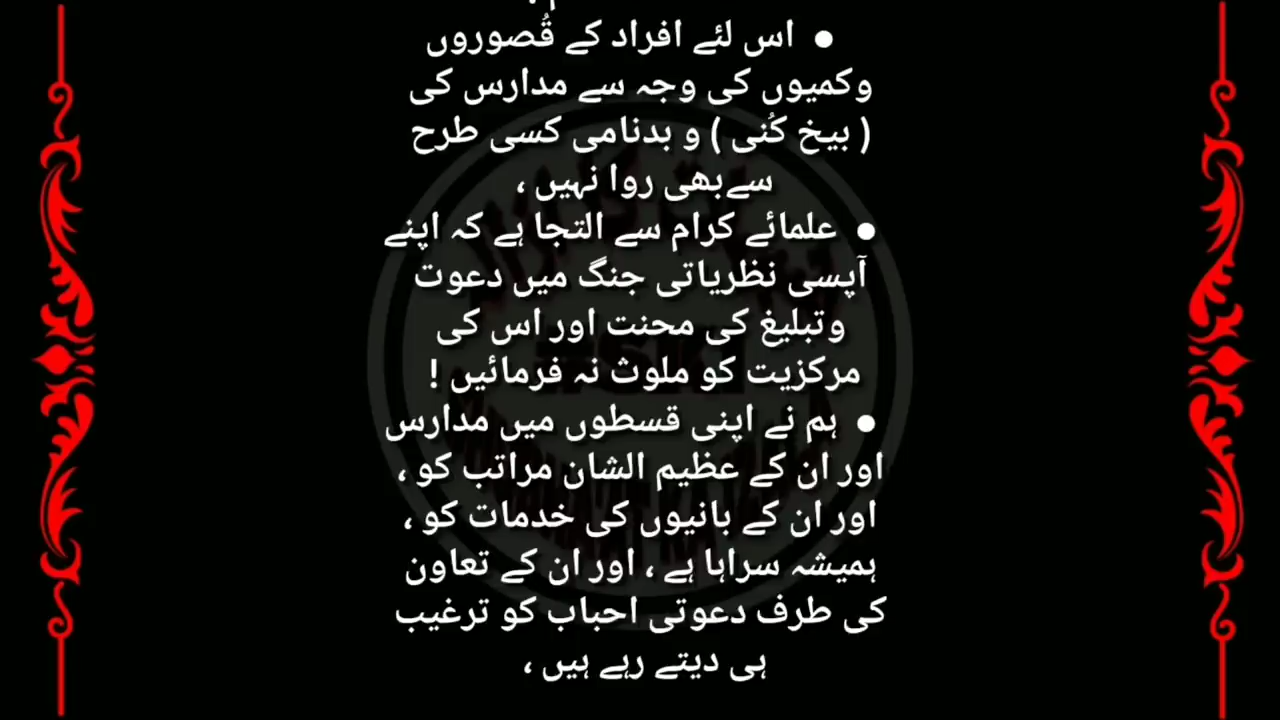 ● اس لئے افراد کے قُصوروں
وکمیوں کی وجہ سے مدارس کی
( بیخ کُنی ) و بدنامی کسی طرح
سےبھی روا نہیں ،
● علمائے کرام سے التجا ہے کہ اپنے
آپسی نظریاتی جنگ میں دعوت
وتبلیغ کی محنت اور اس کی
مرکزیت کو ملوث نہ فرمائیں !
● ہم نے اپنی قسطوں میں مدارس
اور ان کے عظیم الشان مراتب کو ،
اور ان کے بانیوں کی خدمات کو ،
ہمیشہ سراہا ہے ، اور ان کے تعاون
کی طرف دعوتی احباب کو ترغیب
ہی دیتے رہے ہیں ،